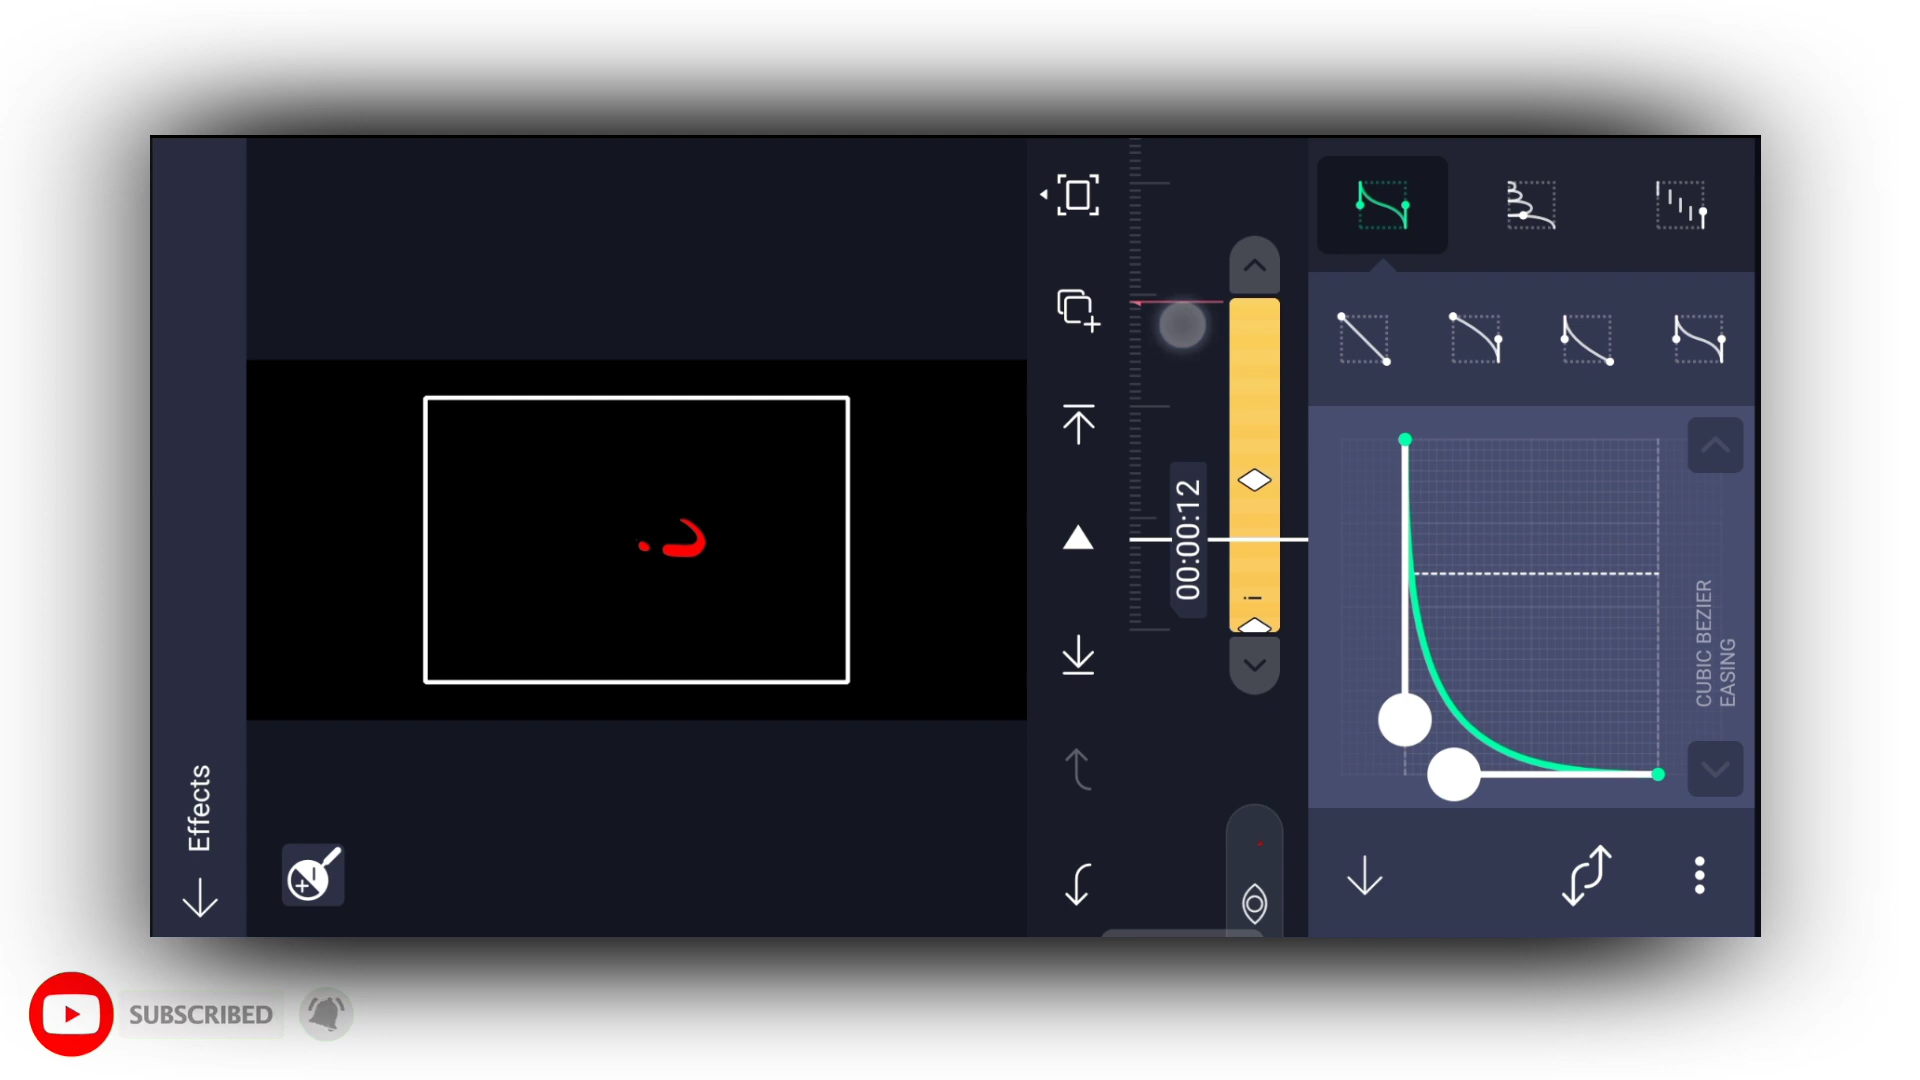 Effects
00:00:12
CUBIC BEZIER
EASING
SUBSCRIBED